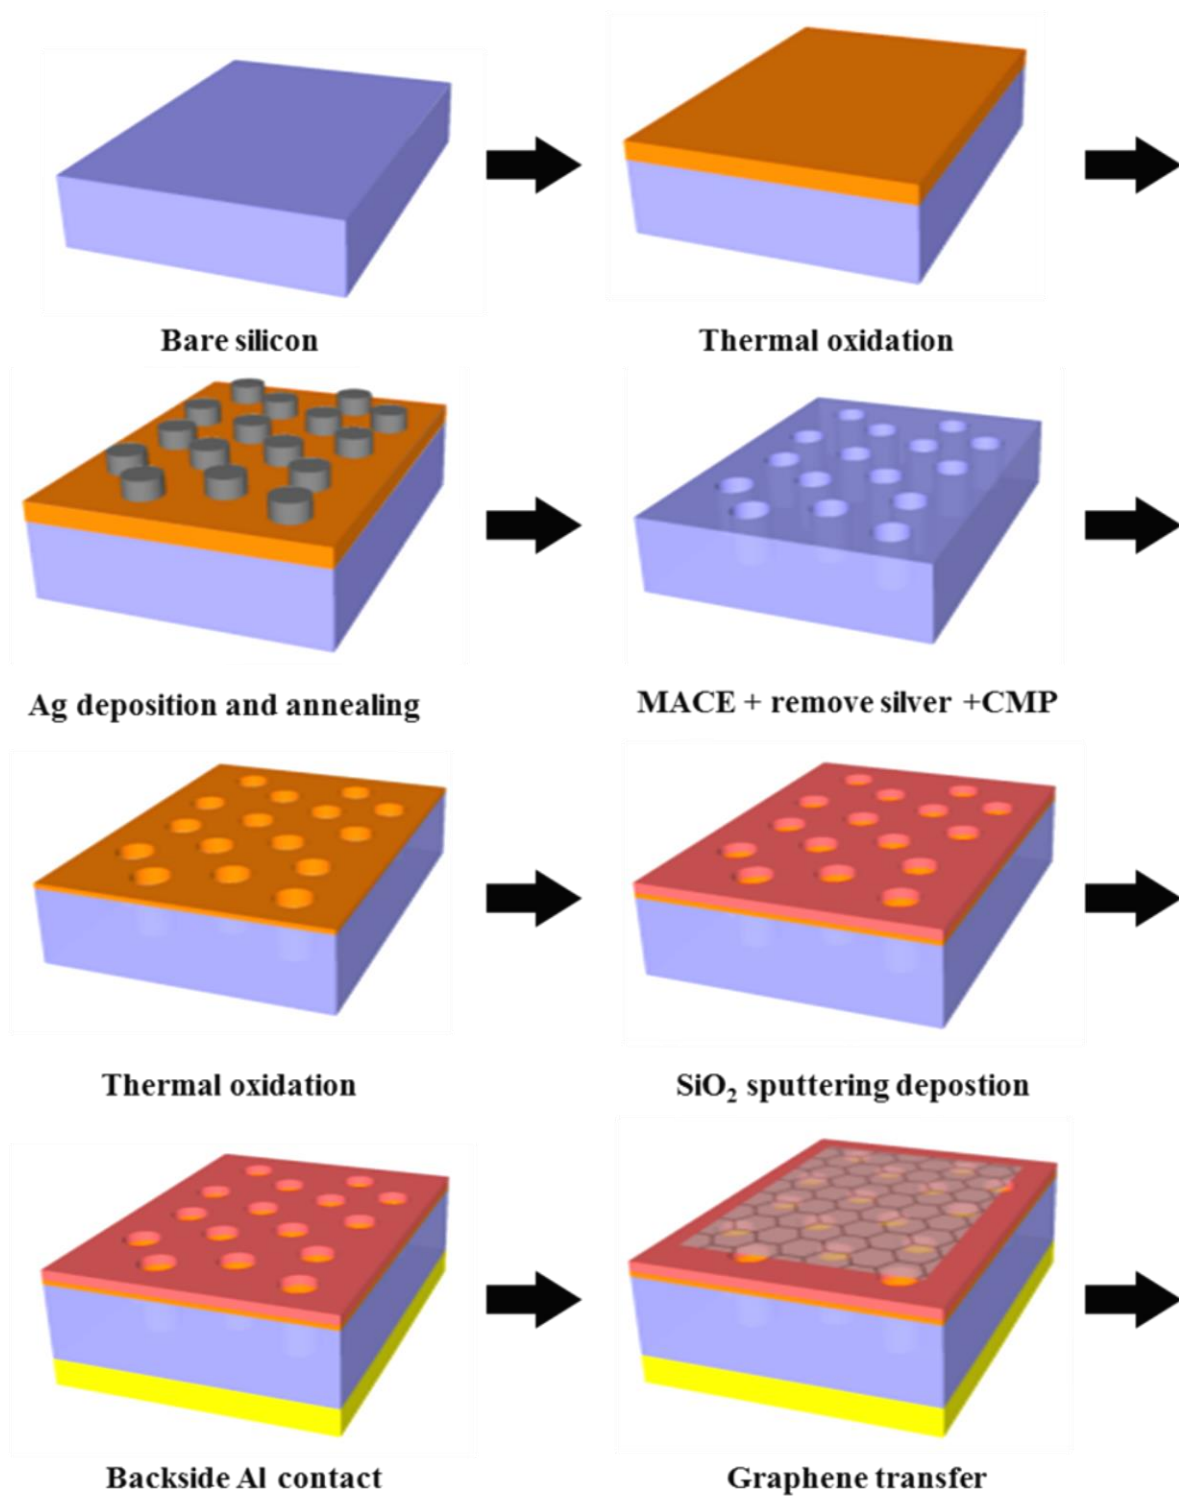 Bare silicon
Thermal oxidation
Ag deposition and annealing
MACE + remove silver +CMP
Thermal oxidation
SiO₂ sputtering depostion
Backside Al contact
Graphene transfer